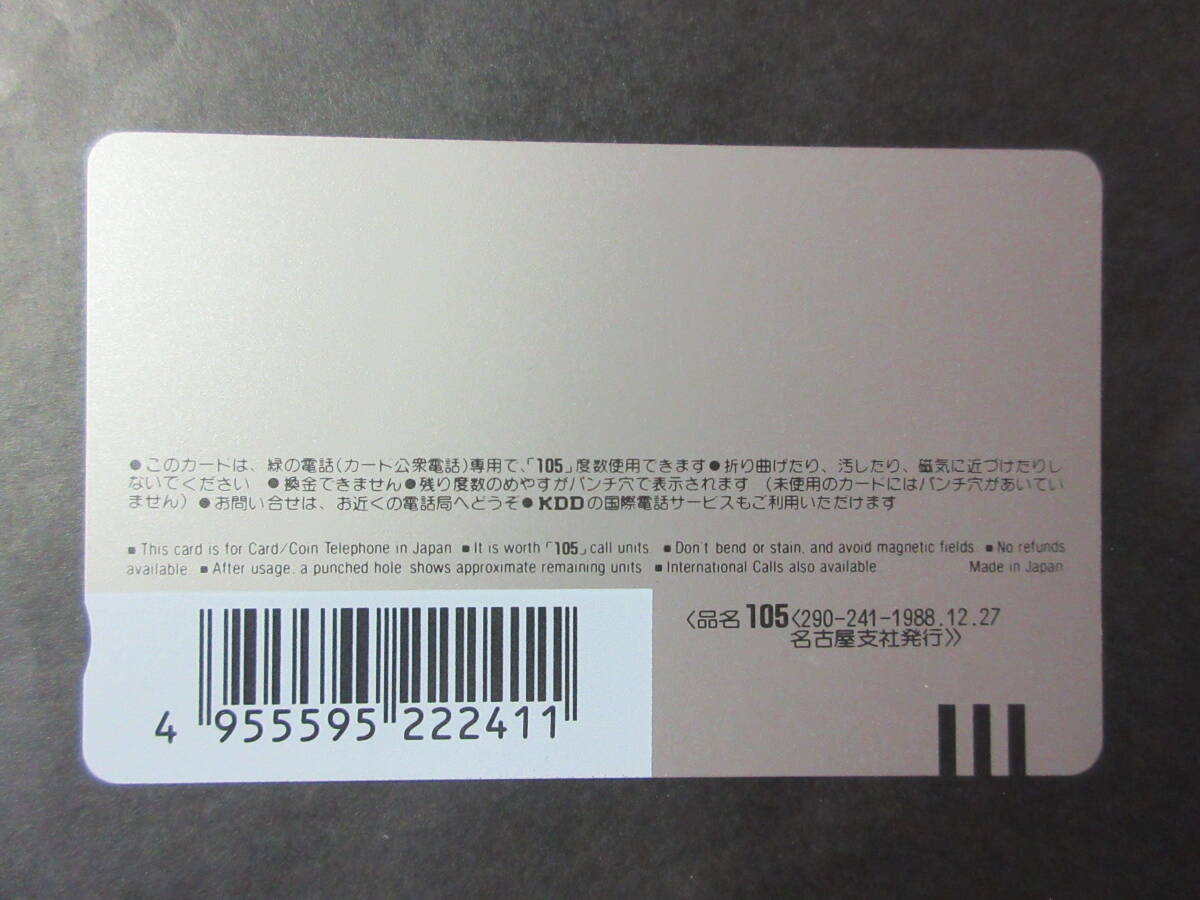 ●このカードは、緑の電話(カード公衆電話)専用で、「105」度数使用できます●折り曲げたり、汚したり、磁気に近づけたりし
ないでください ●換金できません●残り度数のめやすがパンチ穴で表示されます (未使用のカードにはパンチ穴があいてい
ません) ●お問い合せは、お近くの電話局へどうぞ●KDDの国際電話サービスもご利用いただけます
■This card is for Card/Coin Telephone in Japan ■It is worth「105」call units ■Don't bend or stain, and avoid magnetic fields ■No refunds
available. ■After usage, a punched hole shows approximate remaining units ■International Calls also available. Made in Japan
〈品名 105〈290-241-1988.12.27
名古屋支社発行》
4 955595 222411